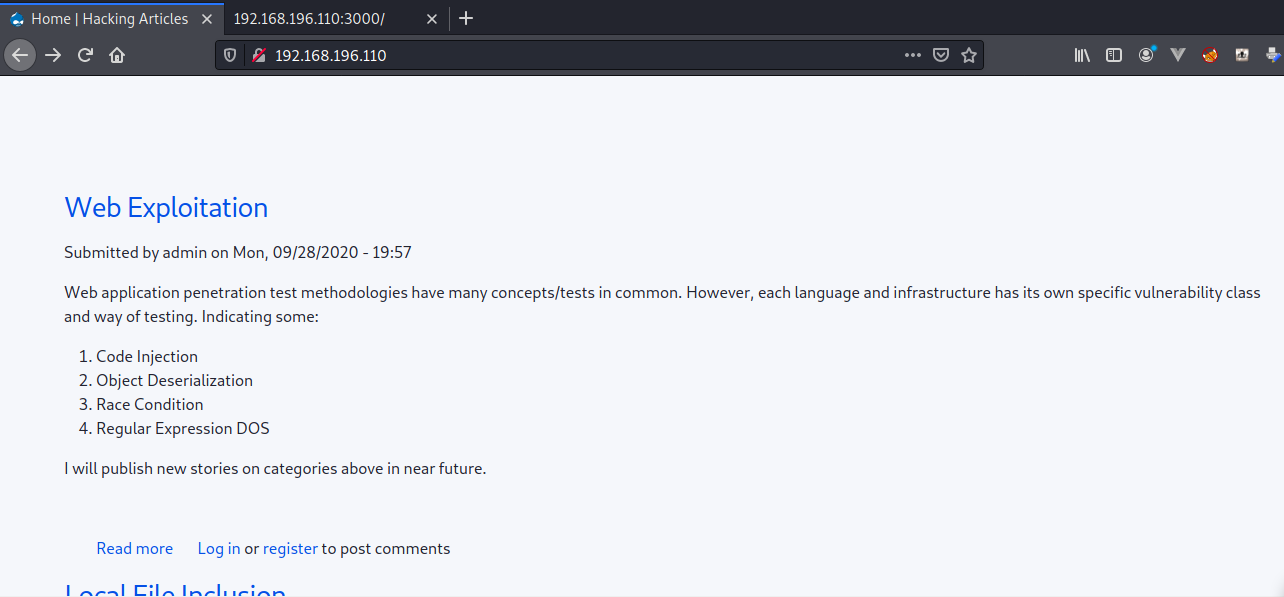 Home | Hacking Articles
192.168.196.110:3000/
192.168.196.110
Web Exploitation
Submitted by admin on Mon, 09/28/2020 - 19:57
Web application penetration test methodologies have many concepts/tests in common. However, each language and infrastructure has its own specific vulnerability class
and way of testing. Indicating some:
1. Code Injection
2. Object Deserialization
3. Race Condition
4. Regular Expression DOS
I will publish new stories on categories above in near future.
Read more Log in or register to post comments
Local File Inclusion